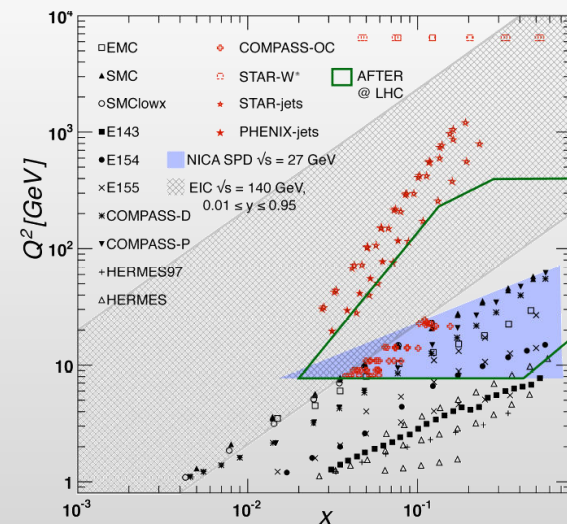 10⁴
□EMC
▲SMC
○SMClowx
■E143
●E154
×E155
COMPASS-D
▼COMPASS-P
+HERMES97
△HERMES
COMPASS-OC
STAR-W±
☆STAR-jets
★PHENIX-jets
AFTER
@ LHC
NICA SPD √s = 27 GeV
EIC √s = 140 GeV,
0.01 ≤ y ≤ 0.95
10³
Q² [GeV]
10²
10
1
10⁻³
10⁻²
10⁻¹
x